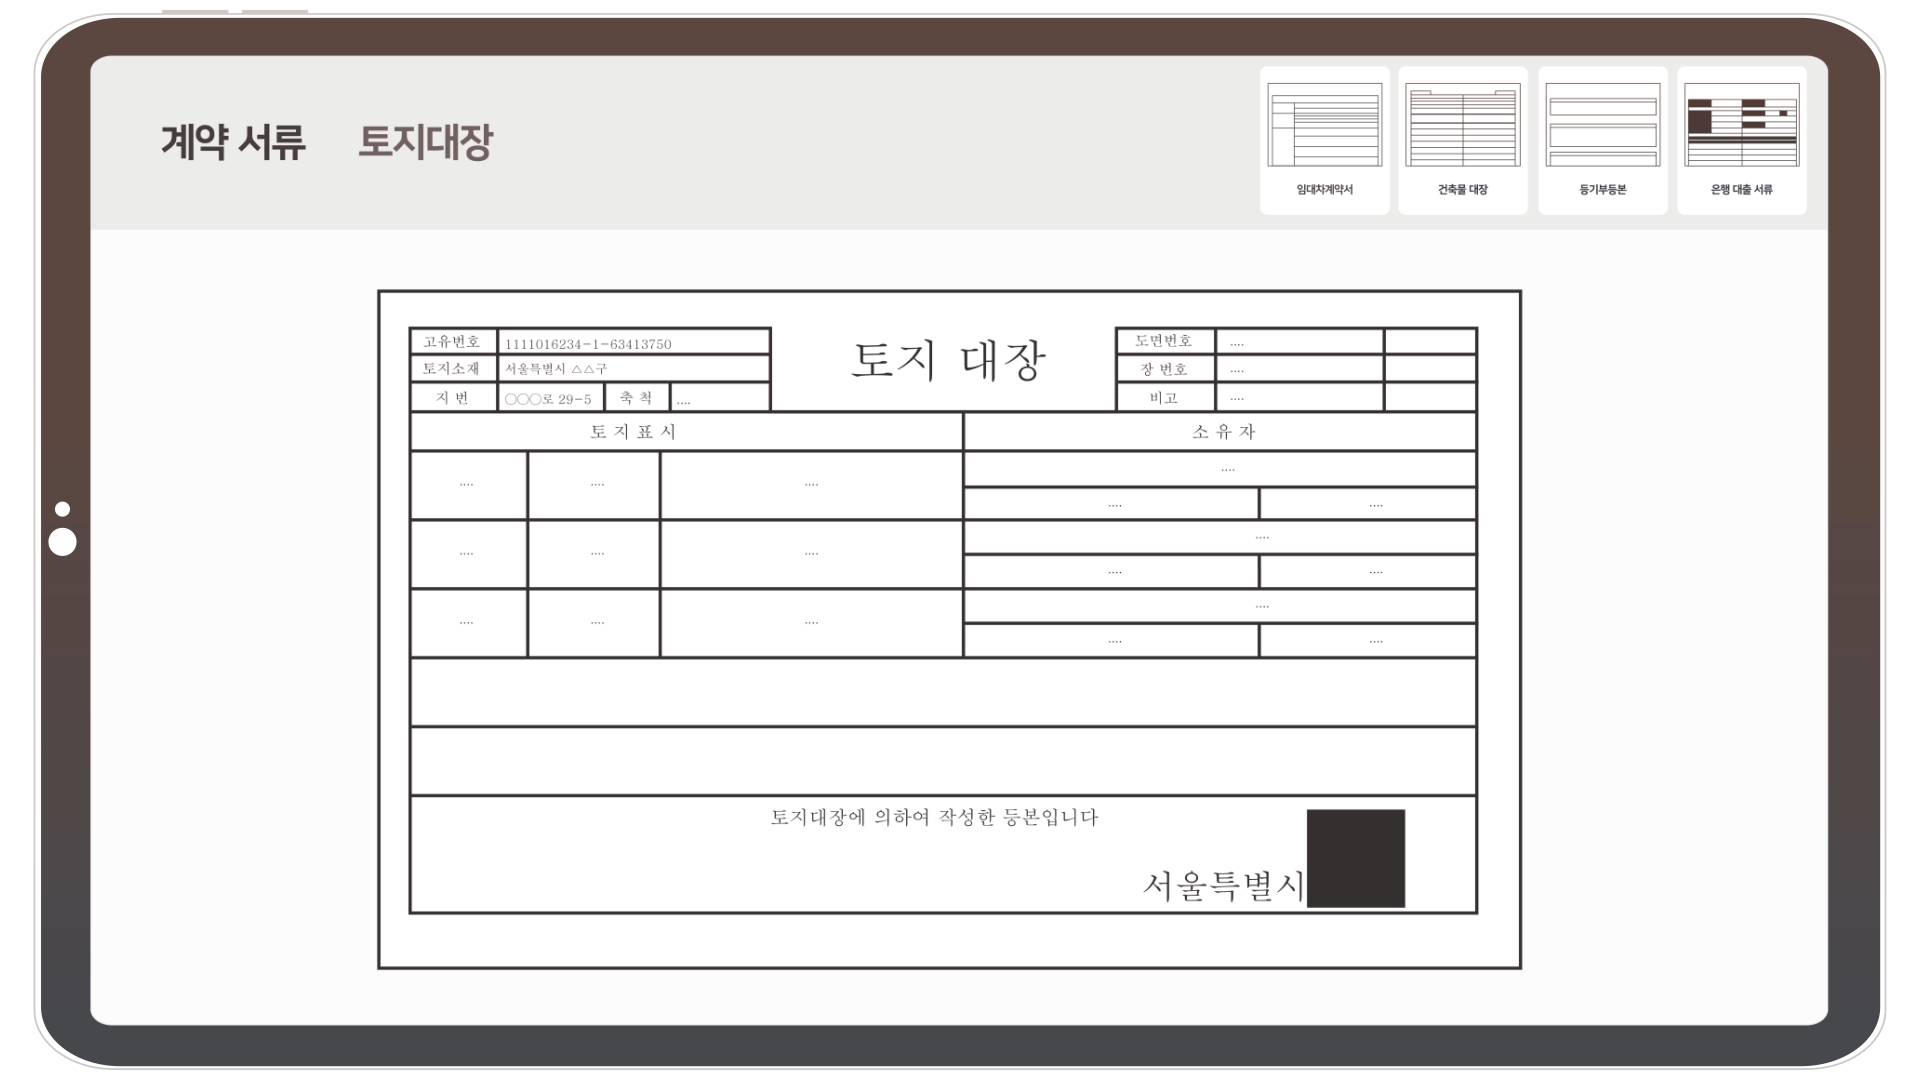 계약 서류 토지대장
임대차계약서 건축물 대장 등기부등본 은행 대출 서류
토지 대장
고유번호 1111016234-1-63413750
토지소재 서울특별시 △△구
지 번 ○○○로 29-5 축 척 ....
도면번호 ....
장 번호 ....
비고 ....
토 지 표 시 소 유 자
.... .... .... ....
.... ....
.... .... .... ....
.... ....
.... .... .... ....
.... ....
토지대장에 의하여 작성한 등본입니다
서울특별시